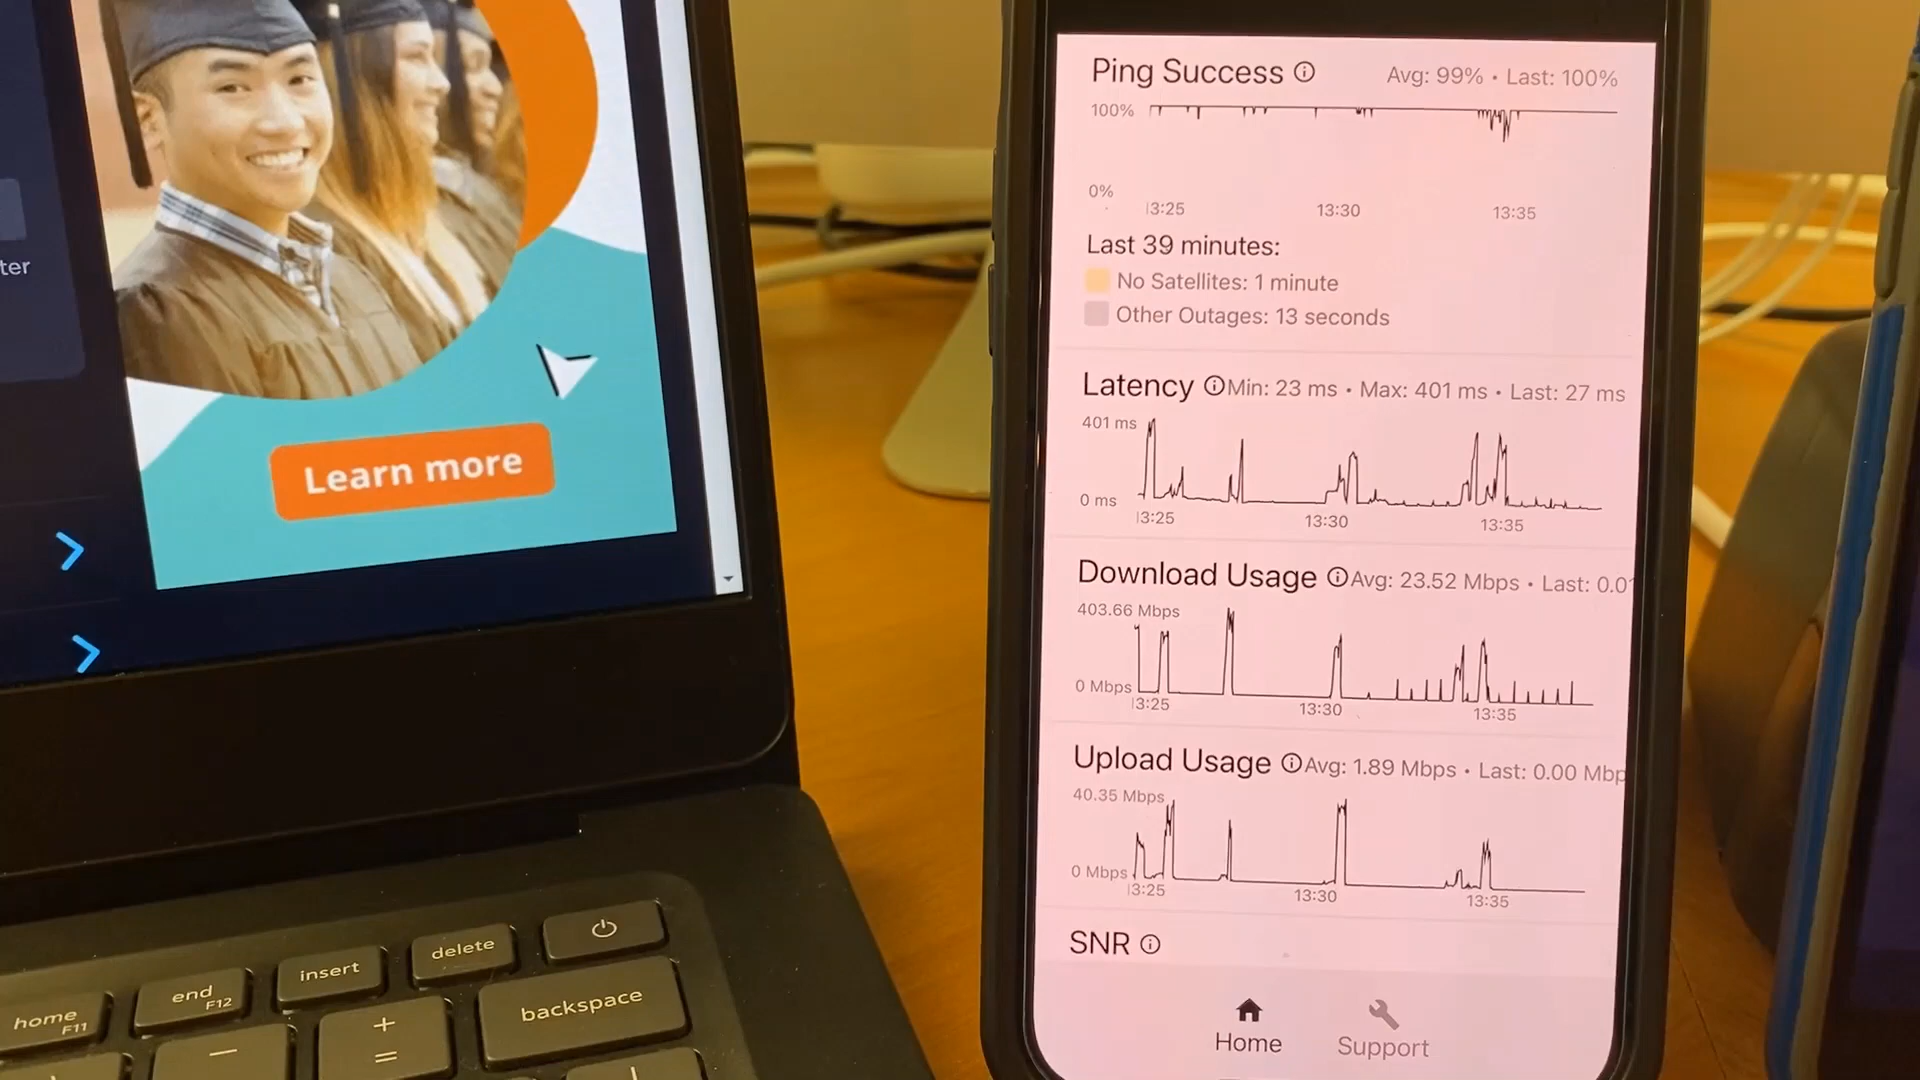 ter
Learn more
home
F11
end
F12
insert
delete
backspace
+
=
Ping Success
Avg: 99% • Last: 100%
100%
0%
3:25
13:30
13:35
Last 39 minutes:
No Satellites: 1 minute
Other Outages: 13 seconds
Latency
Min: 23 ms • Max: 401 ms • Last: 27 ms
401 ms
0 ms
3:25
13:30
13:35
Download Usage
Avg: 23.52 Mbps • Last: 0.0
403.66 Mbps
0 Mbps
3:25
13:30
13:35
Upload Usage
Avg: 1.89 Mbps • Last: 0.00 Mbp
40.35 Mbps
0 Mbps
3:25
13:30
13:35
SNR
Home
Support